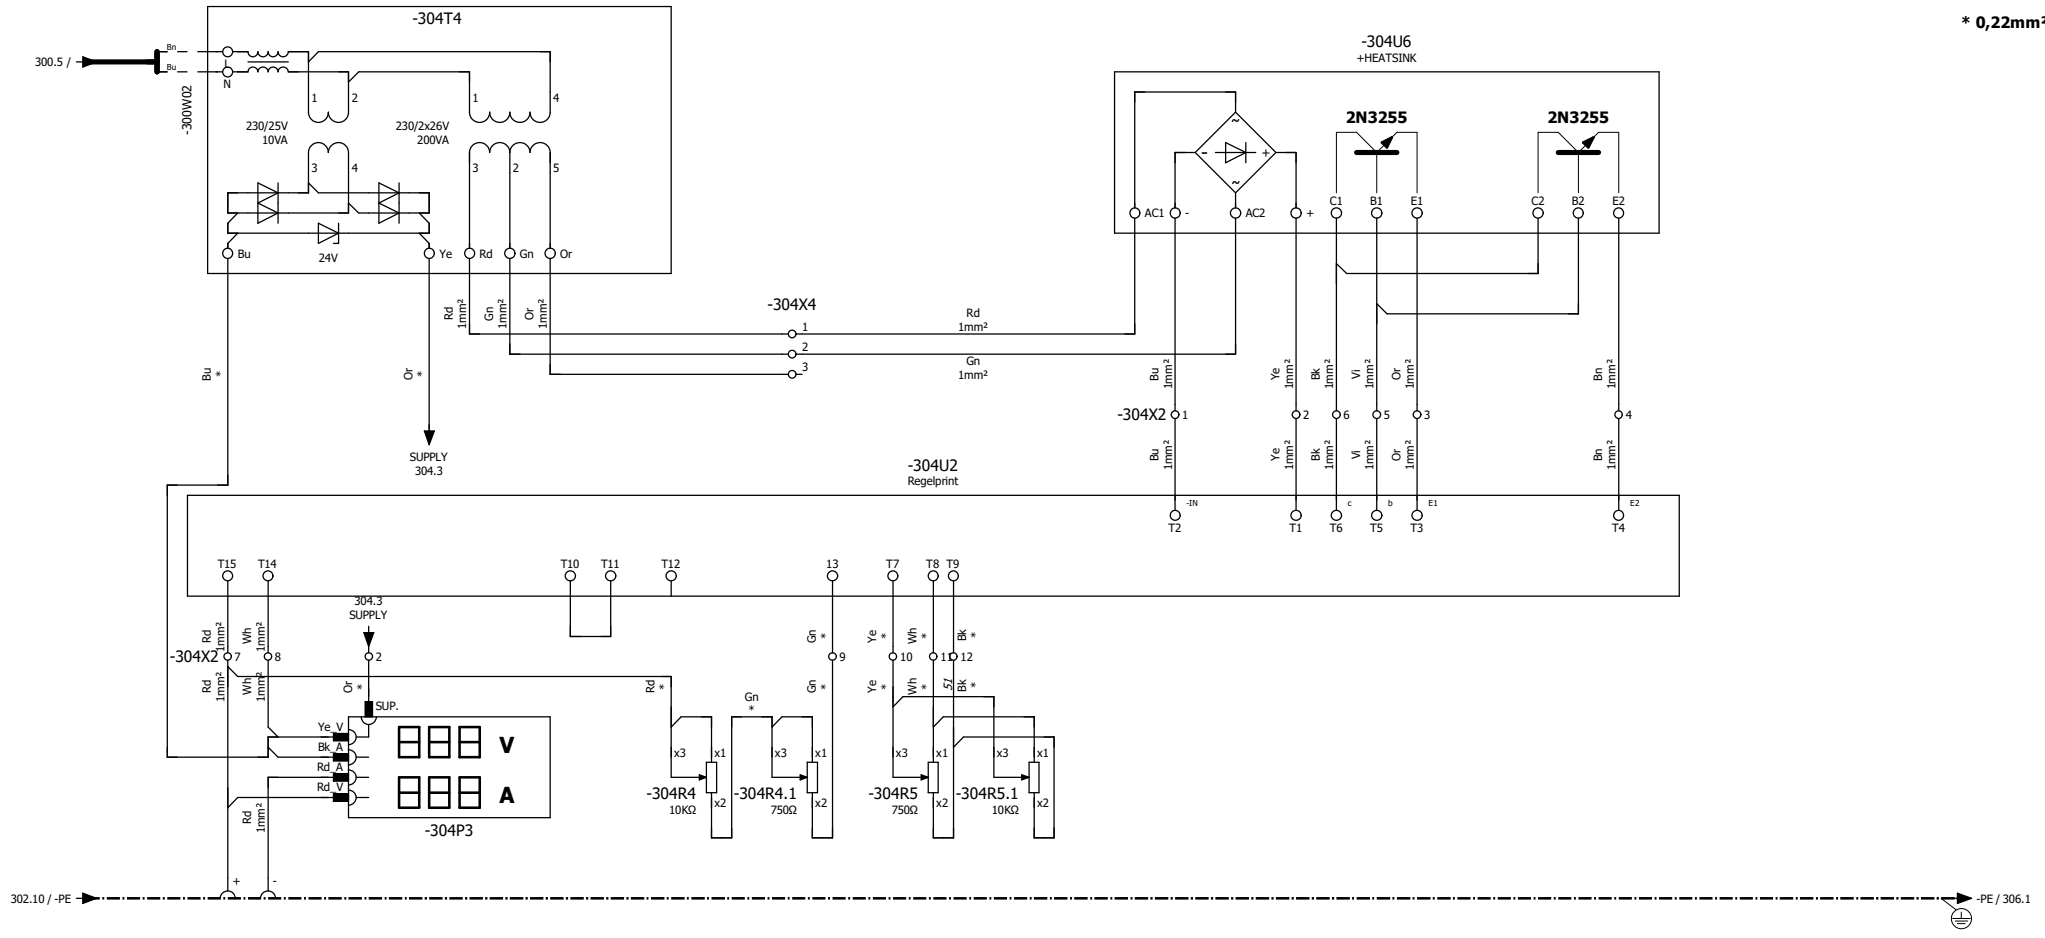 -304T4
* 0,22mm²
300.5 /
Bn
Bu
L
N
-300W02
1
2
1
4
230/25V
10VA
230/2x26V
200VA
3
4
3
2
5
24V
Bu
Ye
Rd
Gn
Or
-304U6
+HEATSINK
2N3255
2N3255
~
-
+
~
AC1
-
AC2
+
C1
B1
E1
C2
B2
E2
Rd
1mm²
Gn
1mm²
Or
1mm²
-304X4
1
2
3
Rd
1mm²
Gn
1mm²
Bu
*
Or
*
SUPPLY
304.3
Bu
1mm²
Ye
1mm²
Bk
1mm²
Vi
1mm²
Or
1mm²
Bn
1mm²
-304X2
1
2
6
5
3
4
Bu
1mm²
Ye
1mm²
Bk
1mm²
Vi
1mm²
Or
1mm²
Bn
1mm²
-304U2
Regelprint
-IN
c
b
E1
E2
T2
T1
T6
T5
T3
T4
T15
T14
T10
T11
T12
13
T7
T8
T9
304.3
SUPPLY
Rd
1mm²
Wh
1mm²
Gn
*
Ye
*
Wh
*
Bk
*
-304X2
7
8
2
9
10
11
12
Rd
1mm²
Wh
1mm²
Or
*
Rd
*
Gn
*
Gn
*
Ye
*
Wh
*
51
Bk
*
SUP.
Ye_V
Bk_A
Rd_A
Rd_V
V
A
-304P3
Rd
1mm²
x3
x1
x2
-304R4
10KΩ
x3
x1
x2
-304R4.1
750Ω
x3
x1
x2
-304R5
750Ω
x3
x1
x2
-304R5.1
10KΩ
+
-
302.10 / -PE
-PE / 306.1